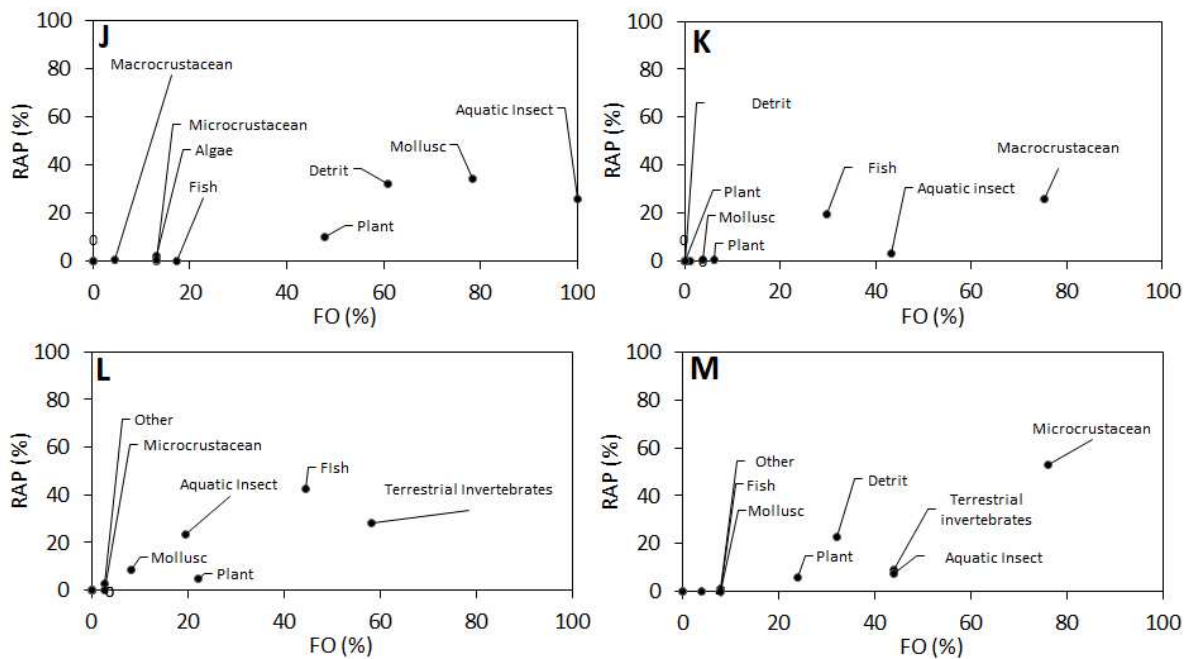 J
100
80
60
40
20
0
RAP (%)
Macrocrustacean
Microcrustacean
Algae
Fish
Detrit
Plant
Mollusc
Aquatic Insect
0
0 20 40 60 80 100
FO (%)
K
100
80
60
40
20
0
RAP (%)
Detrit
Plant
Mollusc
Plant
Fish
Aquatic insect
Macrocrustacean
0
0
0 20 40 60 80 100
FO (%)
L
100
80
60
40
20
0
RAP (%)
Other
Microcrustacean
Aquatic Insect
Mollusc
Plant
FIsh
Terrestrial Invertebrates
0
0 20 40 60 80 100
FO (%)
M
100
80
60
40
20
0
RAP (%)
Other
Fish
Mollusc
Plant
Detrit
Terrestrial
invertebrates
Aquatic Insect
Microcrustacean
0 20 40 60 80 100
FO (%)